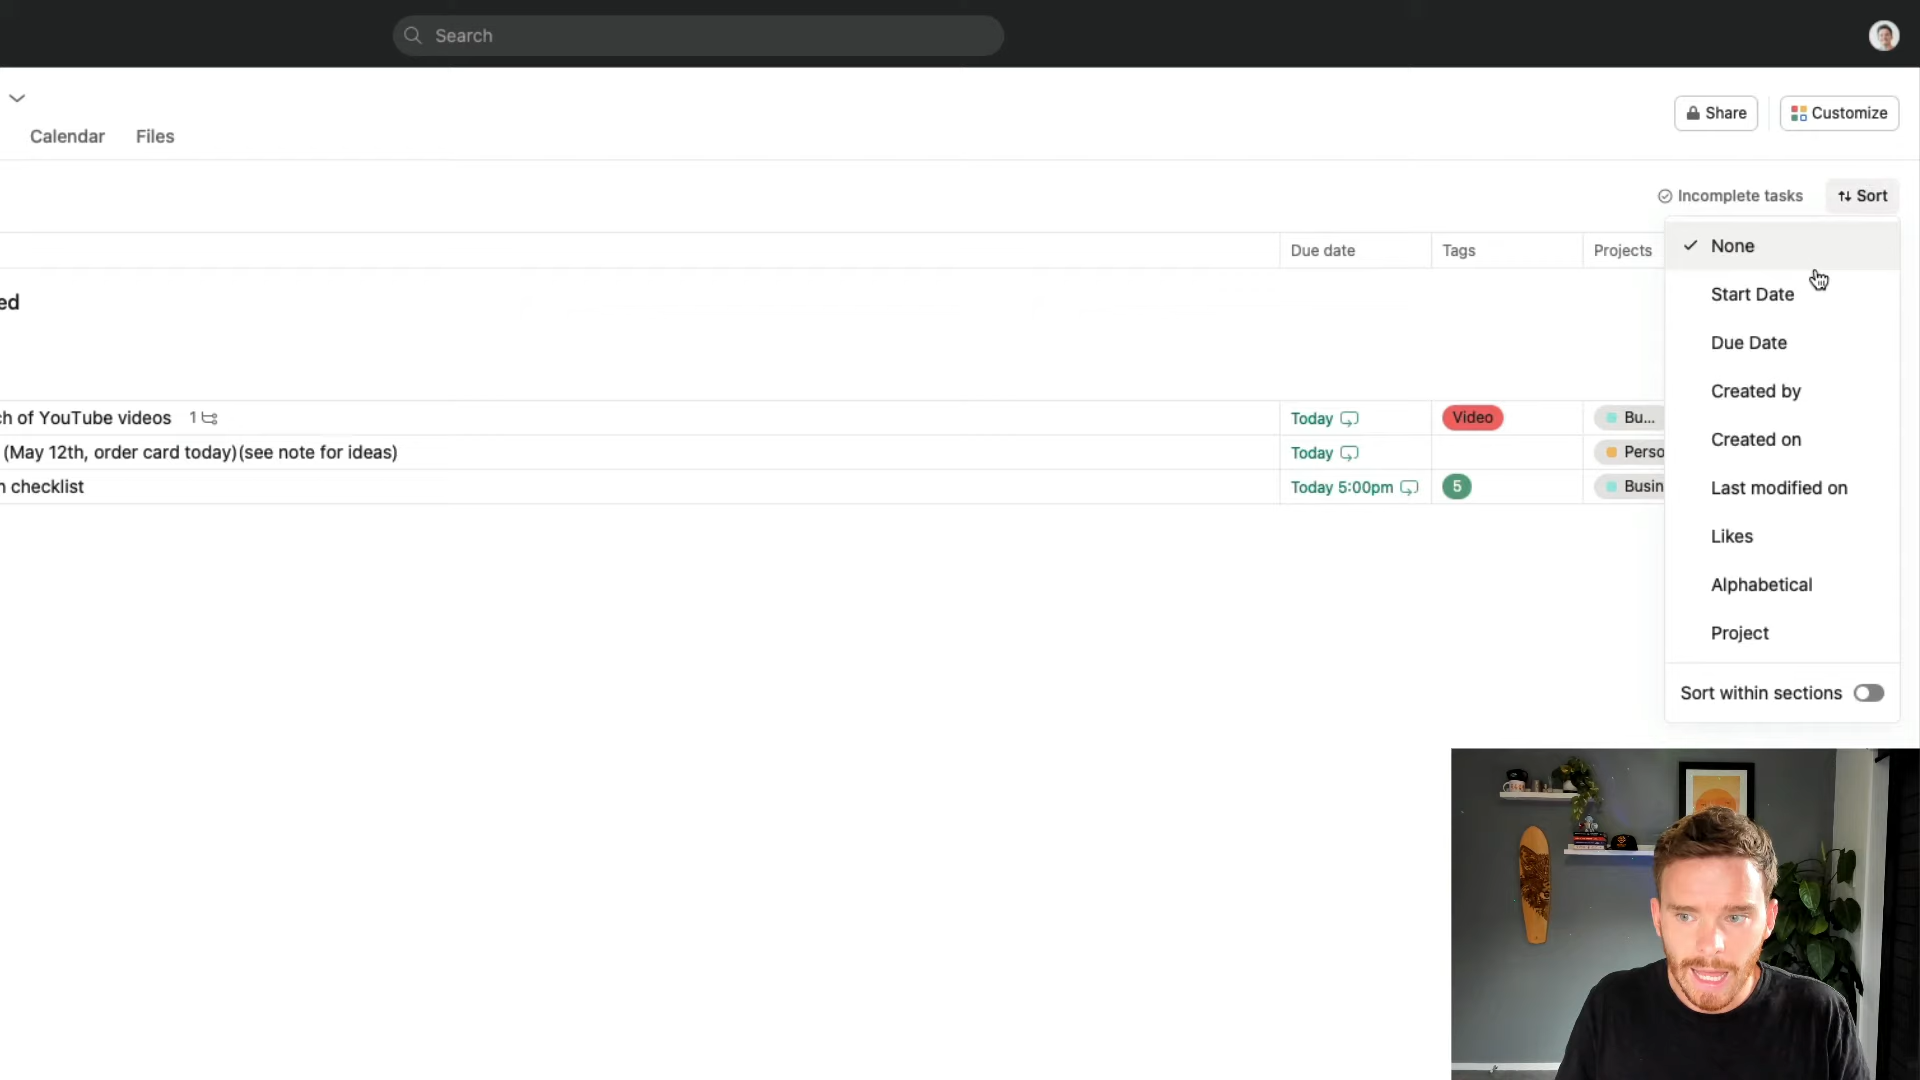 Search
Share
Customize
Calendar Files
Incomplete tasks
Sort
Due date Tags Projects
None
Start Date
Due Date
Created by
Created on
Last modified on
Likes
Alphabetical
Project
Sort within sections
ed
ch of YouTube videos 1 Today Video Bu...
(May 12th, order card today)(see note for ideas) Today Perso
n checklist Today 5:00pm 5 Busin